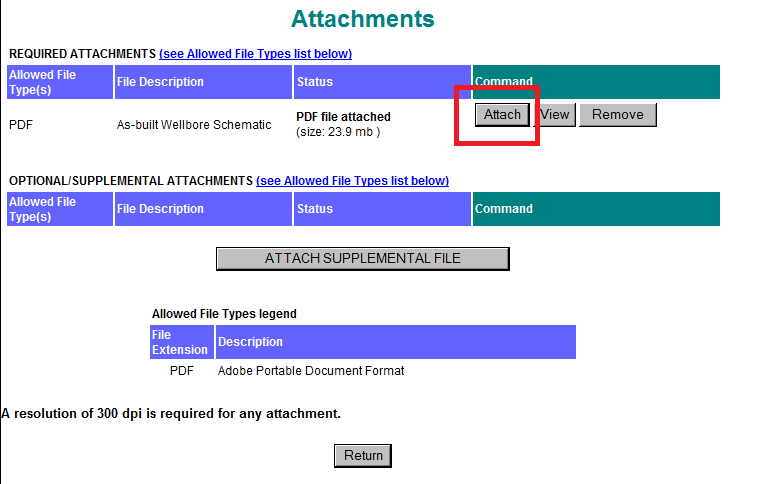 Attachments
REQUIRED ATTACHMENTS (see Allowed File Types list below)
Allowed File Type(s) File Description Status Command
PDF As-built Wellbore Schematic PDF file attached (size: 23.9 mb ) Attach View Remove
OPTIONAL/SUPPLEMENTAL ATTACHMENTS (see Allowed File Types list below)
Allowed File Type(s) File Description Status Command
ATTACH SUPPLEMENTAL FILE
Allowed File Types legend
File Extension Description
PDF Adobe Portable Document Format
A resolution of 300 dpi is required for any attachment.
Return